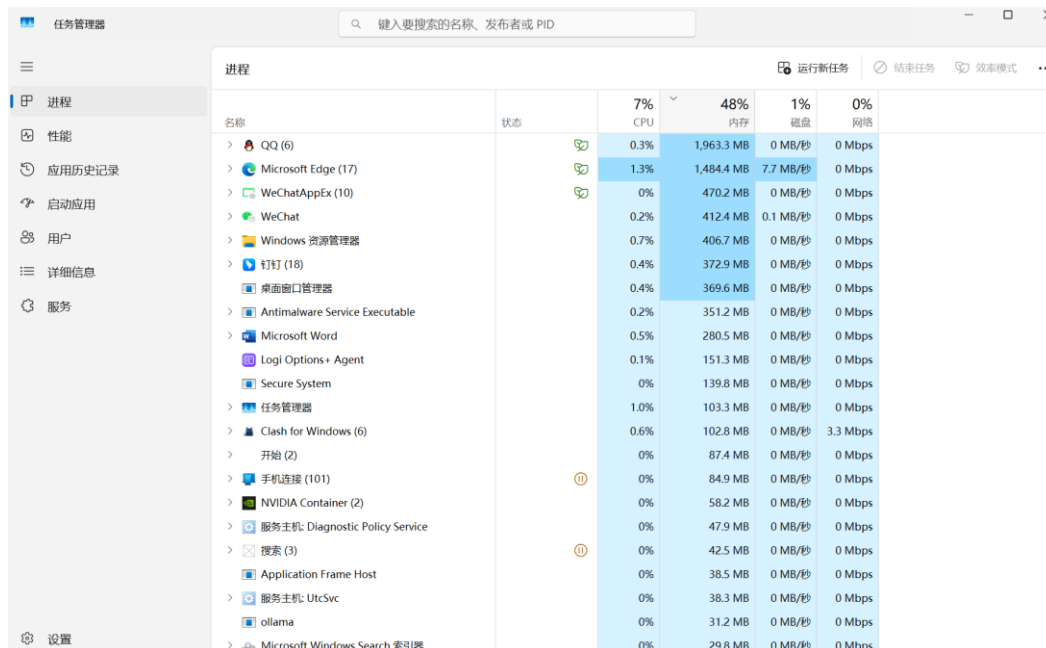 任务管理器
键入要搜索的名称、发布者或 PID
进程 运行新任务 结束任务 效率模式
进程
性能
应用历史记录
启动应用
用户
详细信息
服务
设置
7% 48% 1% 0%
名称 状态 CPU 内存 磁盘 网络
QQ (6) 0.3% 1,963.3 MB 0 MB/秒 0 Mbps
Microsoft Edge (17) 1.3% 1,484.4 MB 7.7 MB/秒 0 Mbps
WeChatAppEx (10) 0% 470.2 MB 0 MB/秒 0 Mbps
WeChat 0.2% 412.4 MB 0.1 MB/秒 0 Mbps
Windows 资源管理器 0.7% 406.7 MB 0 MB/秒 0 Mbps
钉钉 (18) 0.4% 372.9 MB 0 MB/秒 0 Mbps
桌面窗口管理器 0.4% 369.6 MB 0 MB/秒 0 Mbps
Antimalware Service Executable 0.2% 351.2 MB 0 MB/秒 0 Mbps
Microsoft Word 0.5% 280.5 MB 0 MB/秒 0 Mbps
Logi Options+ Agent 0.1% 151.3 MB 0 MB/秒 0 Mbps
Secure System 0% 139.8 MB 0 MB/秒 0 Mbps
任务管理器 1.0% 103.3 MB 0 MB/秒 0 Mbps
Clash for Windows (6) 0.6% 102.8 MB 0 MB/秒 3.3 Mbps
开始 (2) 0% 87.4 MB 0 MB/秒 0 Mbps
手机连接 (101) 0% 84.9 MB 0 MB/秒 0 Mbps
NVIDIA Container (2) 0% 58.2 MB 0 MB/秒 0 Mbps
服务主机: Diagnostic Policy Service 0% 47.9 MB 0 MB/秒 0 Mbps
搜索 (3) 0% 42.5 MB 0 MB/秒 0 Mbps
Application Frame Host 0% 38.5 MB 0 MB/秒 0 Mbps
服务主机: UtcSvc 0% 38.3 MB 0 MB/秒 0 Mbps
ollama 0% 31.2 MB 0 MB/秒 0 Mbps
Microsoft Windows Search 索引器 0% 29.8 MB 0 MB/秒 0 Mbps